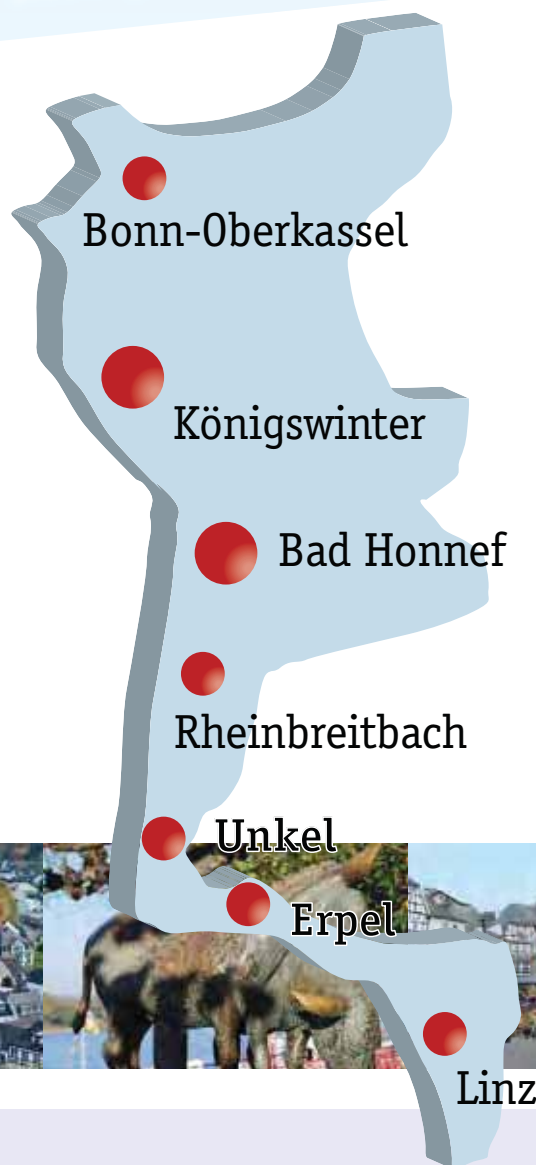 Bonn-Oberkassel
Königswinter
Bad Honnef
Rheinbreitbach
Unkel
Erpel
Linz